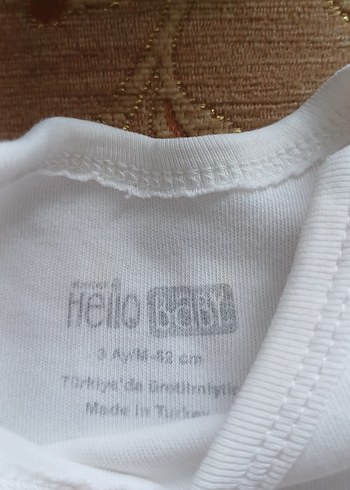 Hello BABY
3 Ay/M-62 cm
Türkiye'de üretilmiştir
Made in Turkey